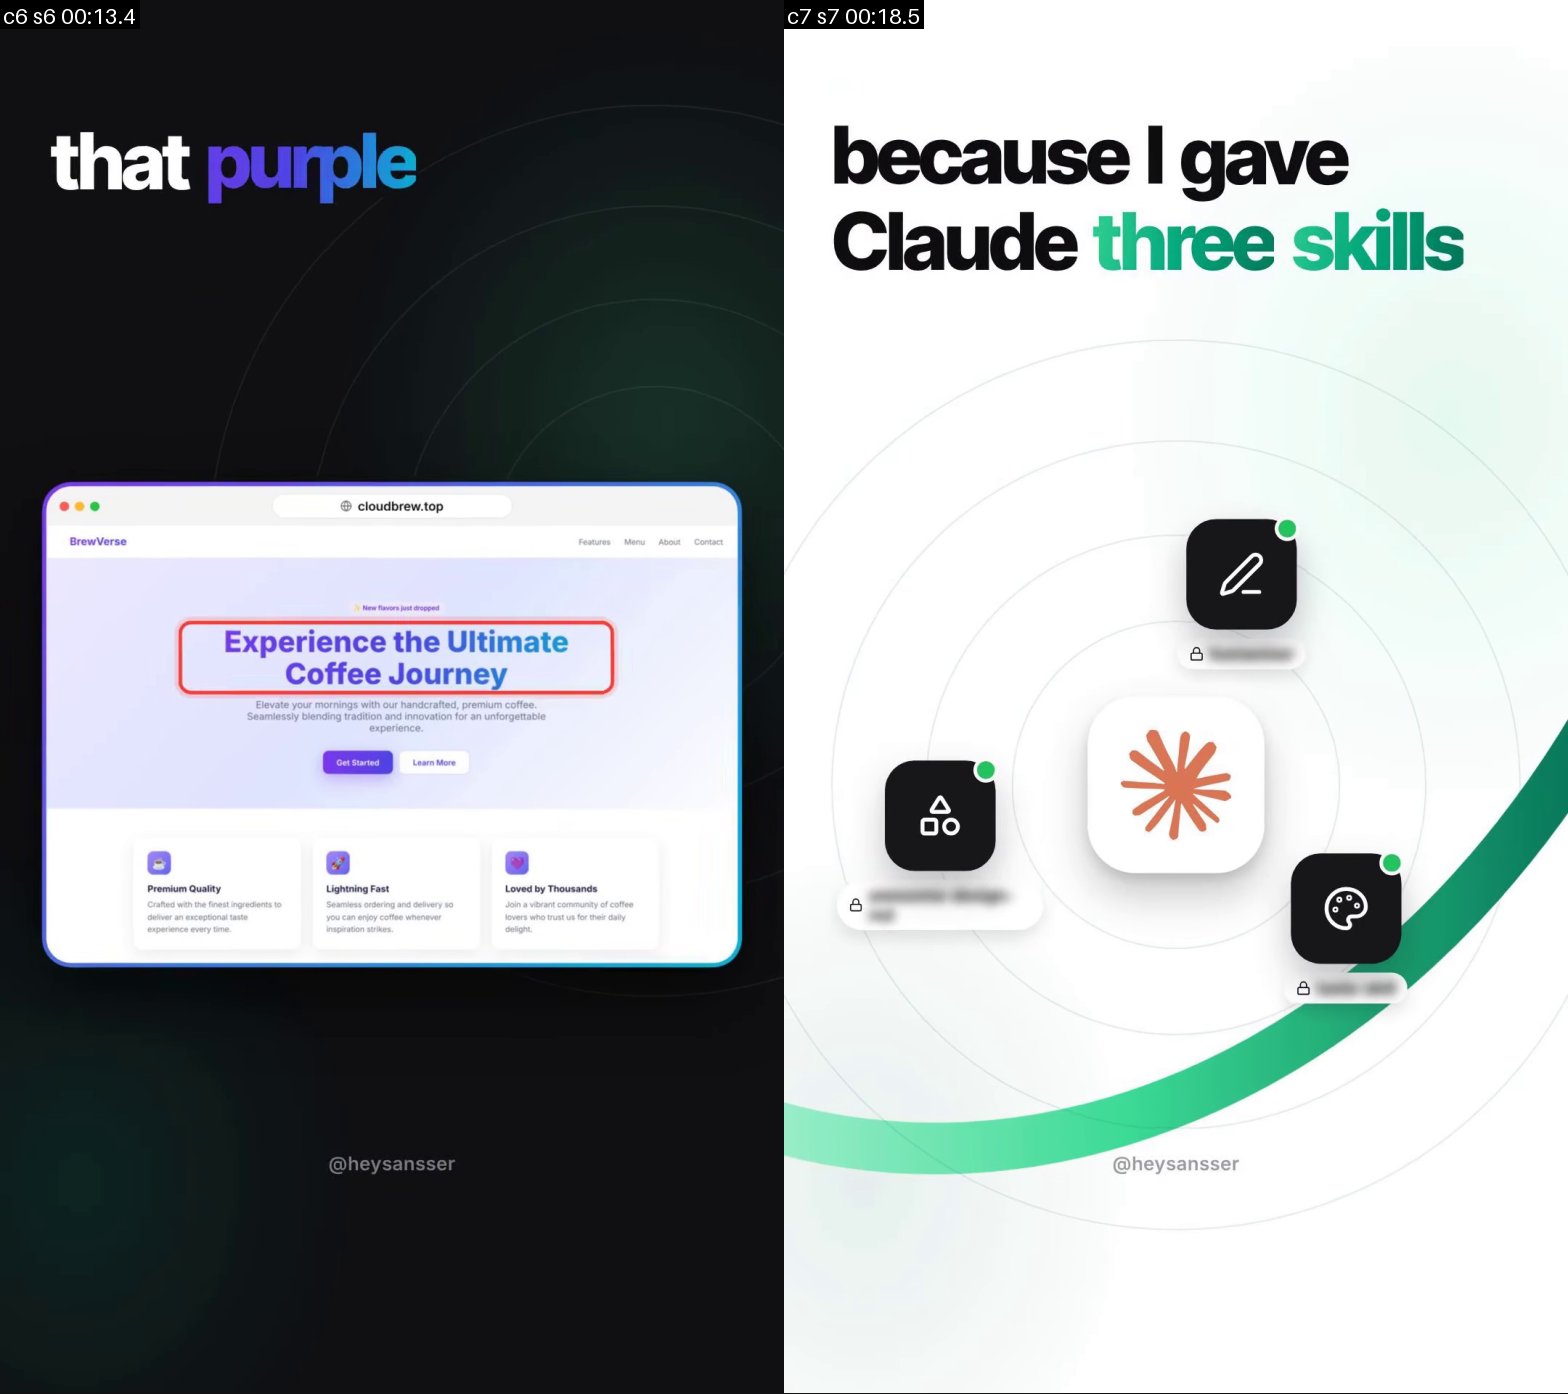 c6 s6 00:13.4
that purple
cloudbrew.top
BrewVerse
Features Menu About Contact
✨ New flavors just dropped
Experience the Ultimate
Coffee Journey
Elevate your mornings with our handcrafted, premium coffee.
Seamlessly blending tradition and innovation for an unforgettable
experience.
Get Started
Learn More
Premium Quality
Crafted with the finest ingredients to
deliver an exceptional taste
experience every time.
Lightning Fast
Seamless ordering and delivery so
you can enjoy coffee whenever
inspiration strikes.
Loved by Thousands
Join a vibrant community of coffee
lovers who trust us for their daily
delight.
@heysansser
c7 s7 00:18.5
because I gave
Claude three skills
@heysansser